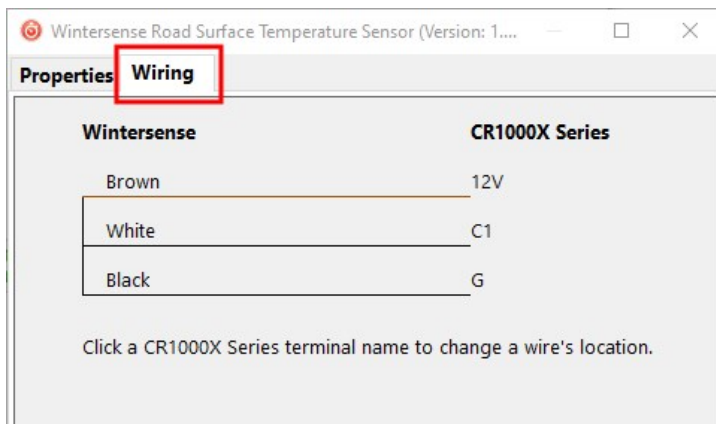 Wintersense Road Surface Temperature Sensor (Version: 1....
Properties Wiring
Wintersense CR1000X Series
Brown 12V
White C1
Black G
Click a CR1000X Series terminal name to change a wire's location.